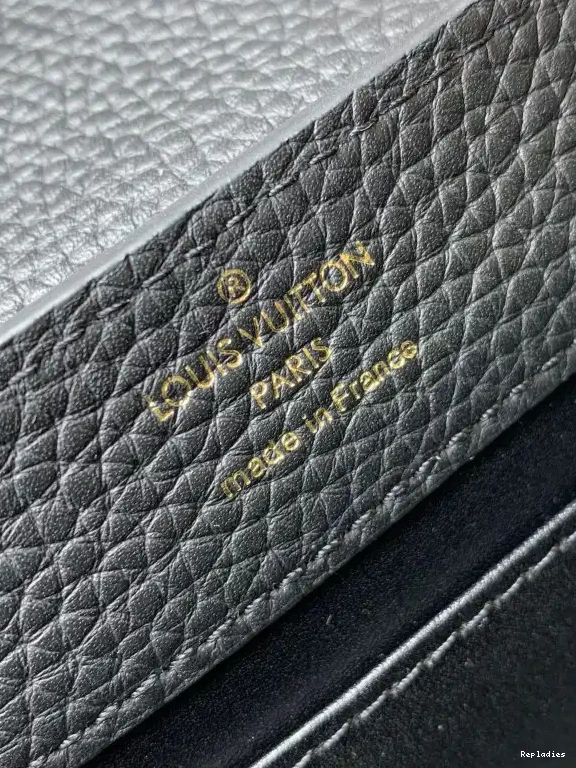 ®
LOUIS VUITTON
PARIS
made in France
Repladies